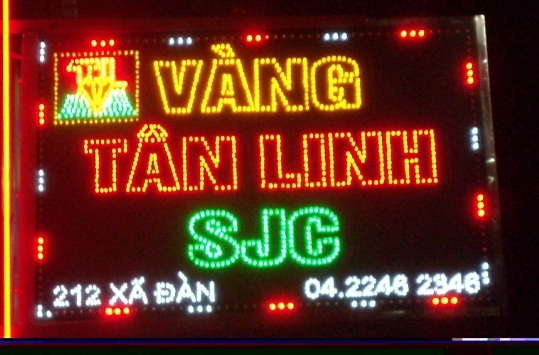 VÀNG
TÂN LINH
SJC
212 XÃ ĐÀN 04.2246 2346